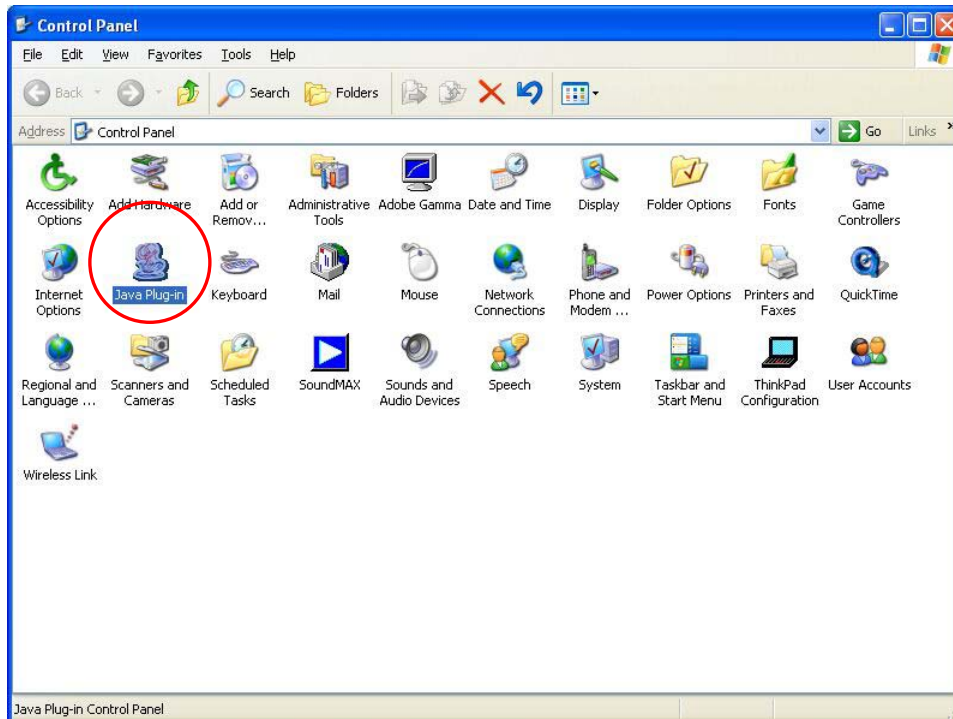 Control Panel
File Edit View Favorites Tools Help
Back Search Folders
Address Control Panel Go Links »
Accessibility Options
Add Hardware
Add or Remov...
Administrative Tools
Adobe Gamma
Date and Time
Display
Folder Options
Fonts
Game Controllers
Internet Options
Java Plug-in
Keyboard
Mail
Mouse
Network Connections
Phone and Modem ...
Power Options
Printers and Faxes
QuickTime
Regional and Language ...
Scanners and Cameras
Scheduled Tasks
SoundMAX
Sounds and Audio Devices
Speech
System
Taskbar and Start Menu
ThinkPad Configuration
User Accounts
Wireless Link
Java Plug-in Control Panel